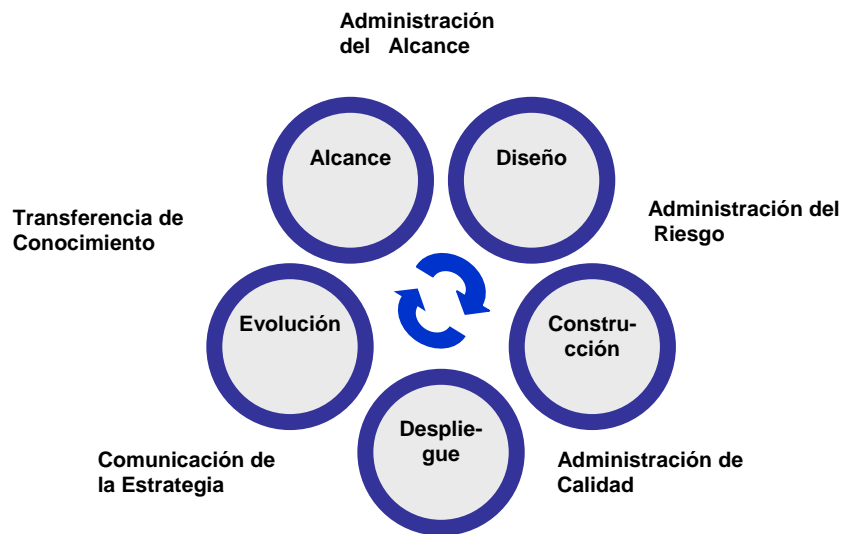 Administración
del Alcance
Alcance
Diseño
Transferencia de
Conocimiento
Administración del
Riesgo
Evolución
Constru-
cción
Desplie-
gue
Comunicación de
la Estrategia
Administración de
Calidad